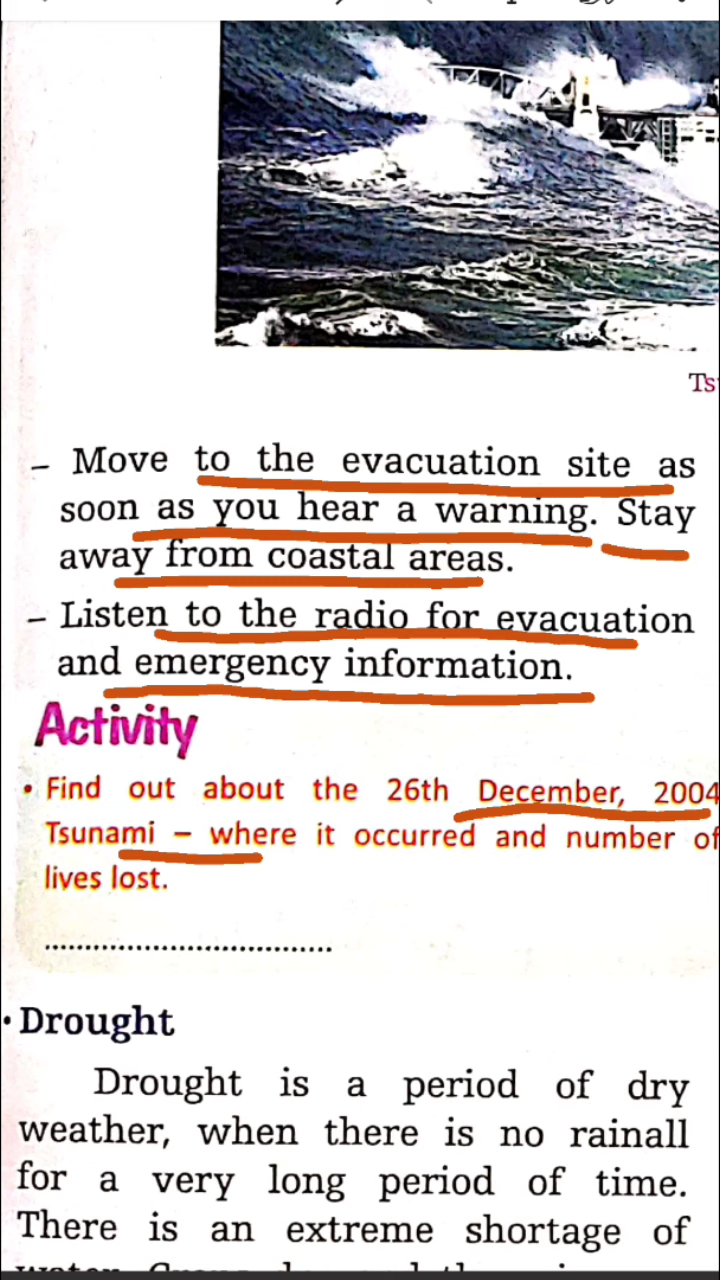 – Move to the evacuation site as
soon as you hear a warning. Stay
away from coastal areas.
– Listen to the radio for evacuation
and emergency information.
Activity
• Find out about the 26th December, 2004
Tsunami – where it occurred and number of
lives lost.
....................................
• Drought
Drought is a period of dry
weather, when there is no rainall
for a very long period of time.
There is an extreme shortage of